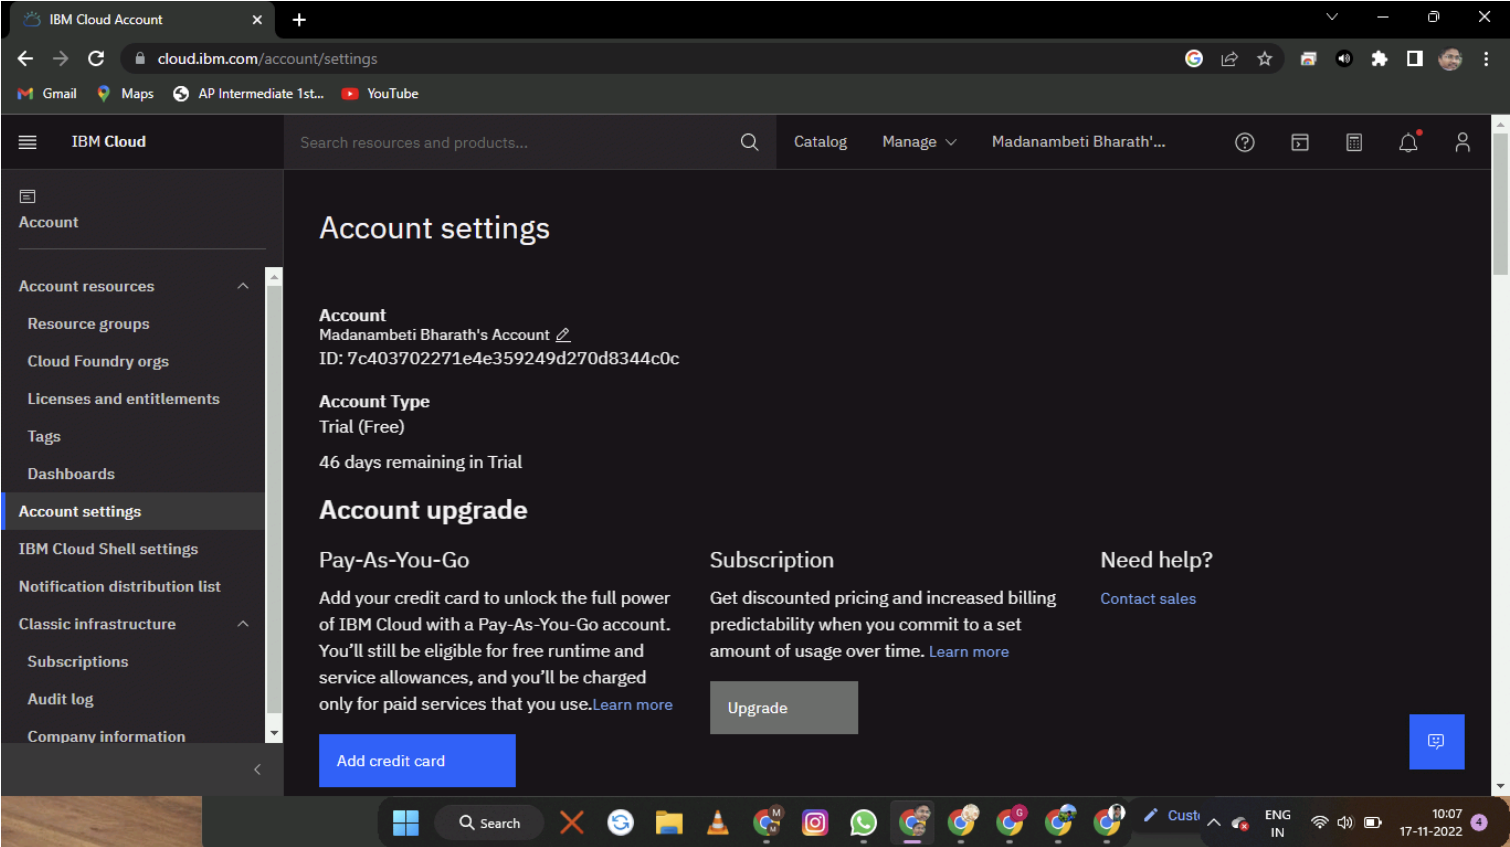 IBM Cloud Account
cloud.ibm.com/account/settings
Gmail
Maps
AP Intermediate 1st...
YouTube
IBM Cloud
Search resources and products...
Catalog
Manage
Madanambeti Bharath'...
Account
Account resources
Resource groups
Cloud Foundry orgs
Licenses and entitlements
Tags
Dashboards
Account settings
IBM Cloud Shell settings
Notification distribution list
Classic infrastructure
Subscriptions
Audit log
Company information
Account settings
Account
Madanambeti Bharath's Account
ID: 7c403702271e4e359249d270d8344c0c
Account Type
Trial (Free)
46 days remaining in Trial
Account upgrade
Pay-As-You-Go
Add your credit card to unlock the full power
of IBM Cloud with a Pay-As-You-Go account.
You’ll still be eligible for free runtime and
service allowances, and you’ll be charged
only for paid services that you use.Learn more
Add credit card
Subscription
Get discounted pricing and increased billing
predictability when you commit to a set
amount of usage over time. Learn more
Upgrade
Need help?
Contact sales
Search
M
M
G
Custo
ENG
IN
10:07
17-11-2022
4